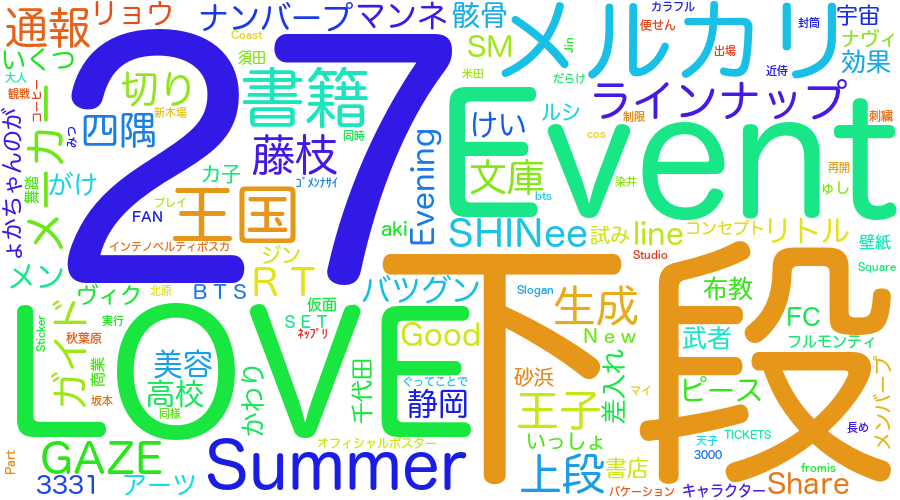 通報
リョウ
ナンバープ
マンネ
骸骨
カラフル
便せん
封筒
宇宙
いくつ
27
書籍
SM
Jin
メルカリ
出場
ナヴィ
効果
Coast
須田
米田
だらけ
近侍
大人
観戦
コーヒー
切り
新木場
同時
ラインナップ
四隅
みつ
メーカー
ょかちゃんのが
藤枝
けい
ルシ
制限
刺繍
Event
cos
文庫
再開
舞踏
がけ
カ子
染井
ゅし
bts
FAN
プレイ
王国
ゴメンナサイ
aki
Evening
SHINee
試み
line
コンセプト
リトル
壁紙
インテノベルティポスカ
ジン
Studio
メン
北原
RT
バツグン
Square
ヴィク
BTS
仮面
Slogan
生成
布教
下段
LOVE
SET
ネップリ
Good
New
FC
Sticker
実行
秋葉原
武者
フルモンティ
ガイド
商業
美容
高校
同様
坂本
かわり
千代田
ぐってことで
静岡
砂浜
差入れ
ピース
マイ
王子
メンバープ
長め
GAZE
Summer
オフィシャルポスター
いっしょ
天子
TICKETS
3000
Part
3331
アーツ
上段
書店
パケーション
キャラクター
fromis
Share